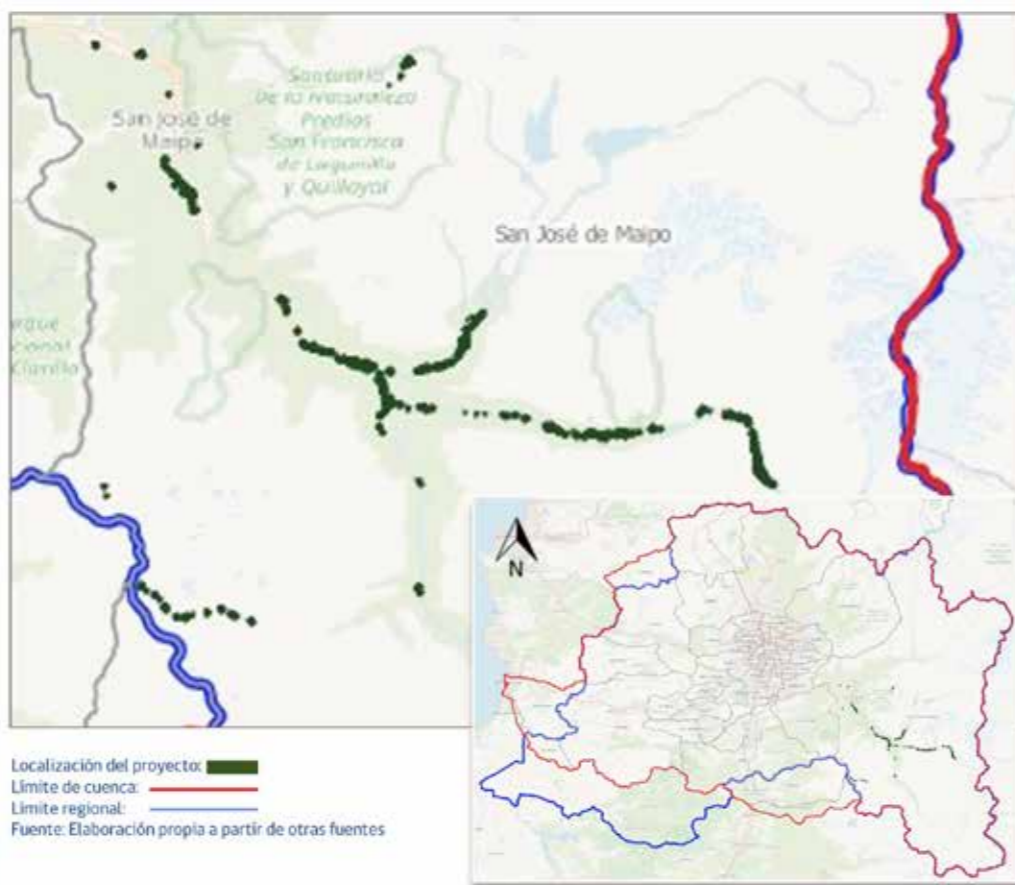 San José de
Maipo
Santuario
De la Naturaleza
Predios
San Francisco
de Lagunilla
y Quillayal
San José de Maipo
N
Localización del proyecto:
Límite de cuenca:
Límite regional:
Fuente: Elaboración propia a partir de otras fuentes